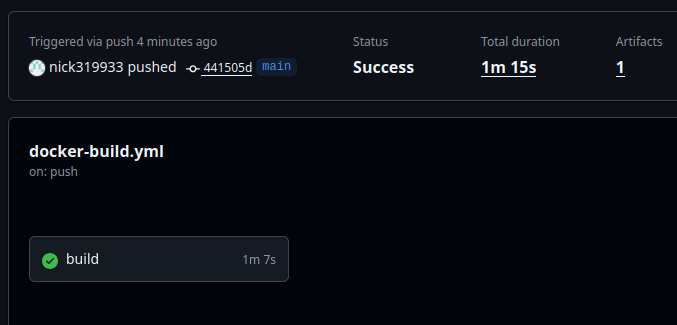 Triggered via push 4 minutes ago
nick319933 pushed 441505d main
Status
Success
Total duration
1m 15s
Artifacts
1
docker-build.yml
on: push
build 1m 7s